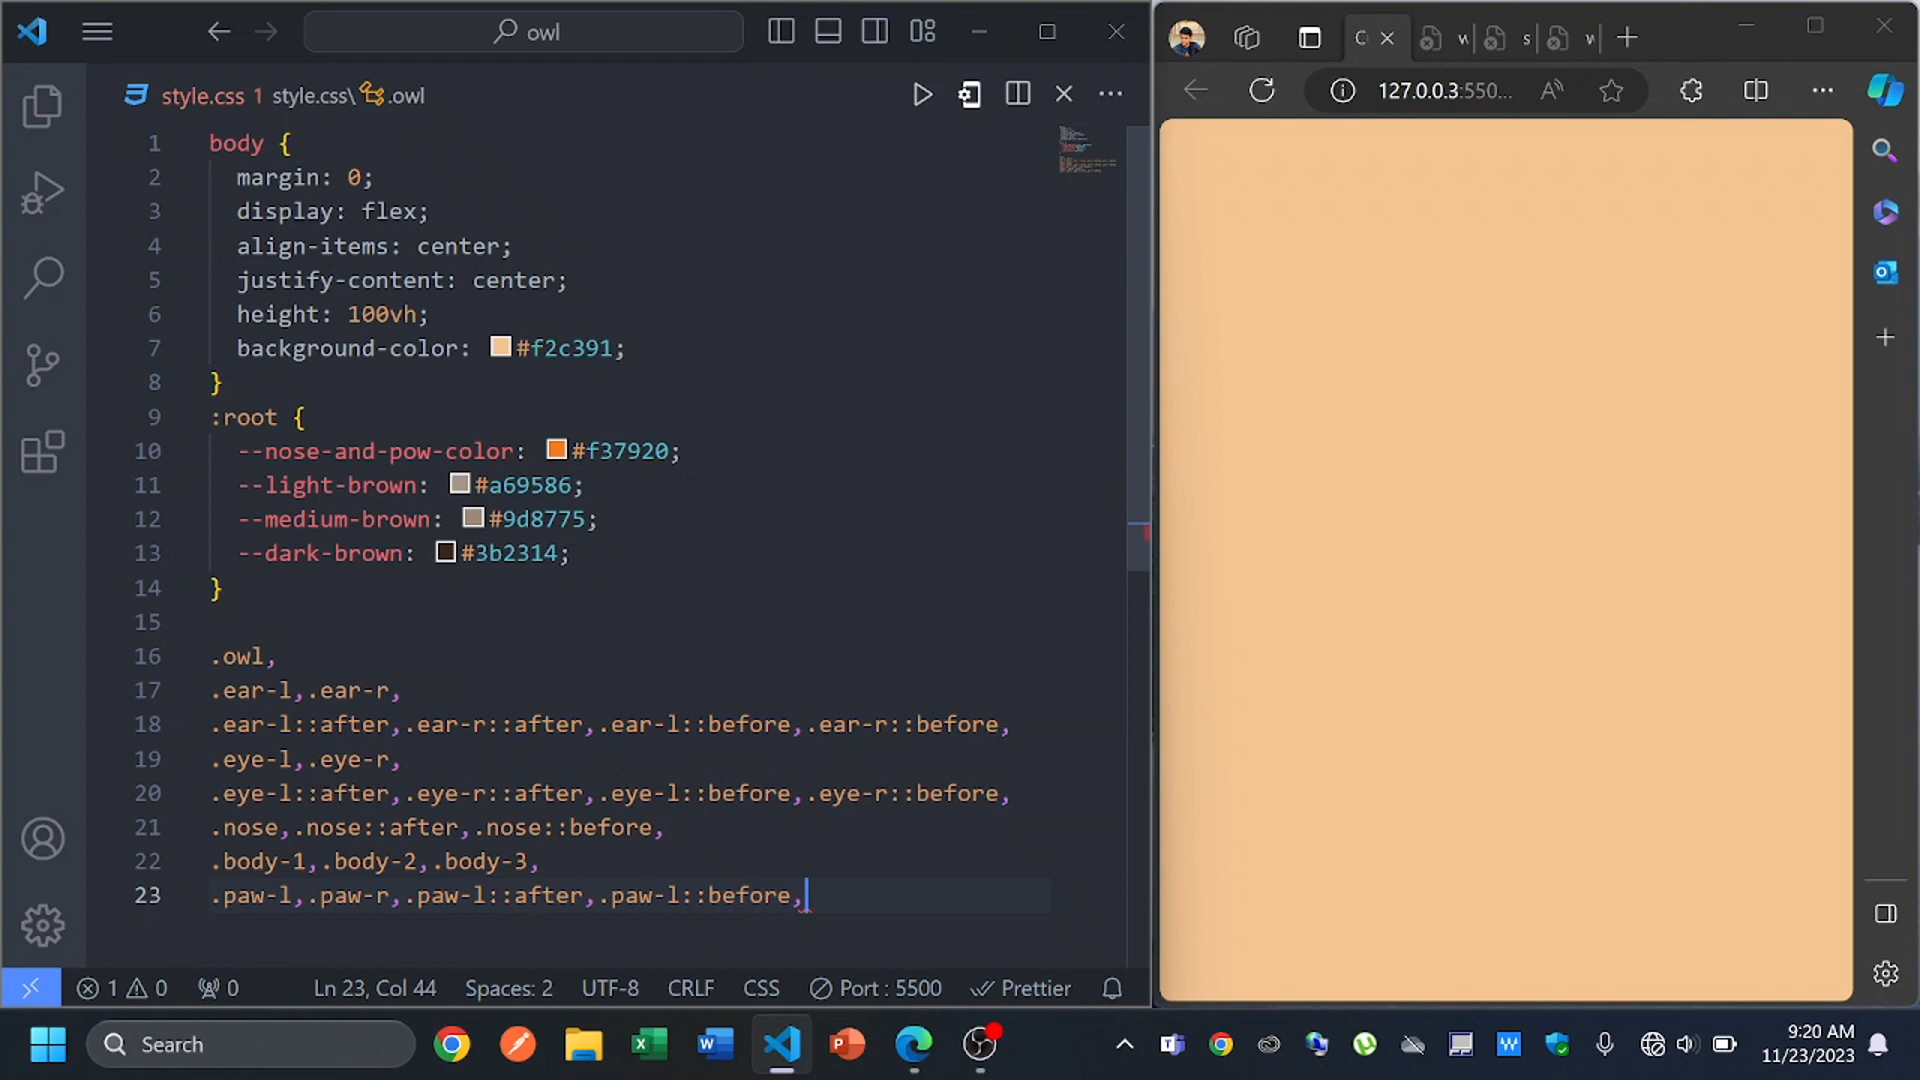 owl
style.css 1 style.css\ .owl
1 body {
2 margin: 0;
3 display: flex;
4 align-items: center;
5 justify-content: center;
6 height: 100vh;
7 background-color: #f2c391;
8 }
9 :root {
10 --nose-and-pow-color: #f37920;
11 --light-brown: #a69586;
12 --medium-brown: #9d8775;
13 --dark-brown: #3b2314;
14 }
15
16 .owl,
17 .ear-l,.ear-r,
18 .ear-l::after,.ear-r::after,.ear-l::before,.ear-r::before,
19 .eye-l,.eye-r,
20 .eye-l::after,.eye-r::after,.eye-l::before,.eye-r::before,
21 .nose,.nose::after,.nose::before,
22 .body-1,.body-2,.body-3,
23 .paw-l,.paw-r,.paw-l::after,.paw-l::before,
1 0 0 Ln 23, Col 44 Spaces: 2 UTF-8 CRLF CSS Port : 5500 Prettier
127.0.0.3:550...
Search
9:20 AM
11/23/2023